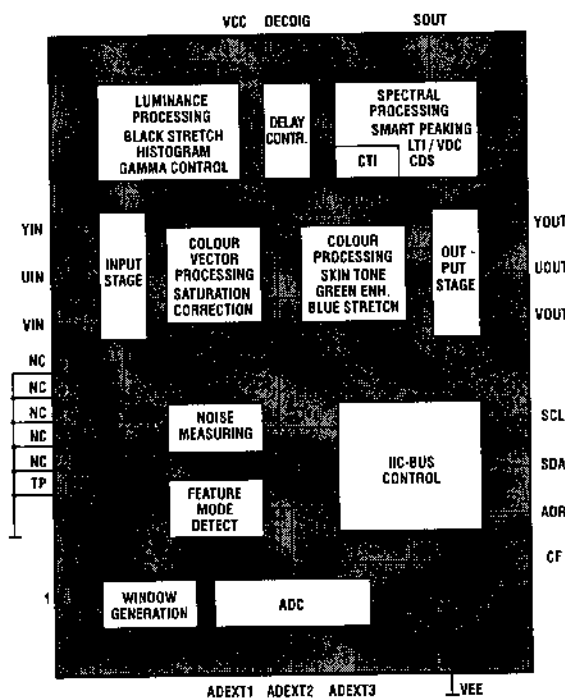 VCC DECDIG SOUT
LUMINANCE
PROCESSING
BLACK STRETCH
HISTOGRAM
GAMMA CONTROL
DELAY
CONTR.
SPECTRAL
PROCESSING
SMART PEAKING
LTI / VDC
CDS
CTI
YIN
UIN
VIN
INPUT
STAGE
COLOUR
VECTOR
PROCESSING
SATURATION
CORRECTION
COLOUR
PROCESSING
SKIN TONE
GREEN ENH.
BLUE STRETCH
OUT -
PUT
STAGE
YOUT
UOUT
VOUT
NC
NC
NC
NC
NC
TP
NOISE
MEASURING
FEATURE
MODE
DETECT
IIC-BUS
CONTROL
SCL
SDA
ADR
CF
1
WINDOW
GENERATION
ADC
ADEXT1 ADEXT2 ADEXT3 VEE